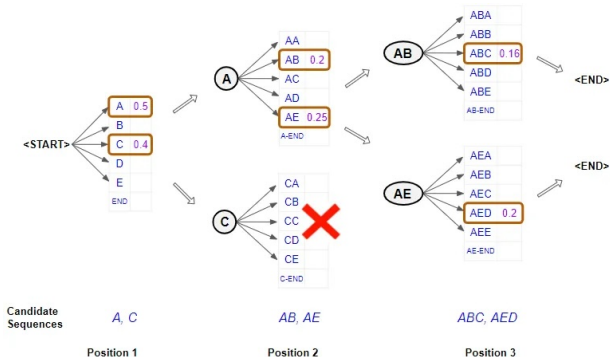 <START>
A 0.5
B
C 0.4
D
E
END
A
AA
AB 0.2
AC
AD
AE 0.25
A-END
C
CA
CB
CC
CD
CE
C-END
AB
ABA
ABB
ABC 0.16
ABD
ABE
AB-END
<END>
AE
AEA
AEB
AEC
AED 0.2
AEE
AE-END
<END>
Candidate
Sequences
A, C
AB, AE
ABC, AED
Position 1
Position 2
Position 3